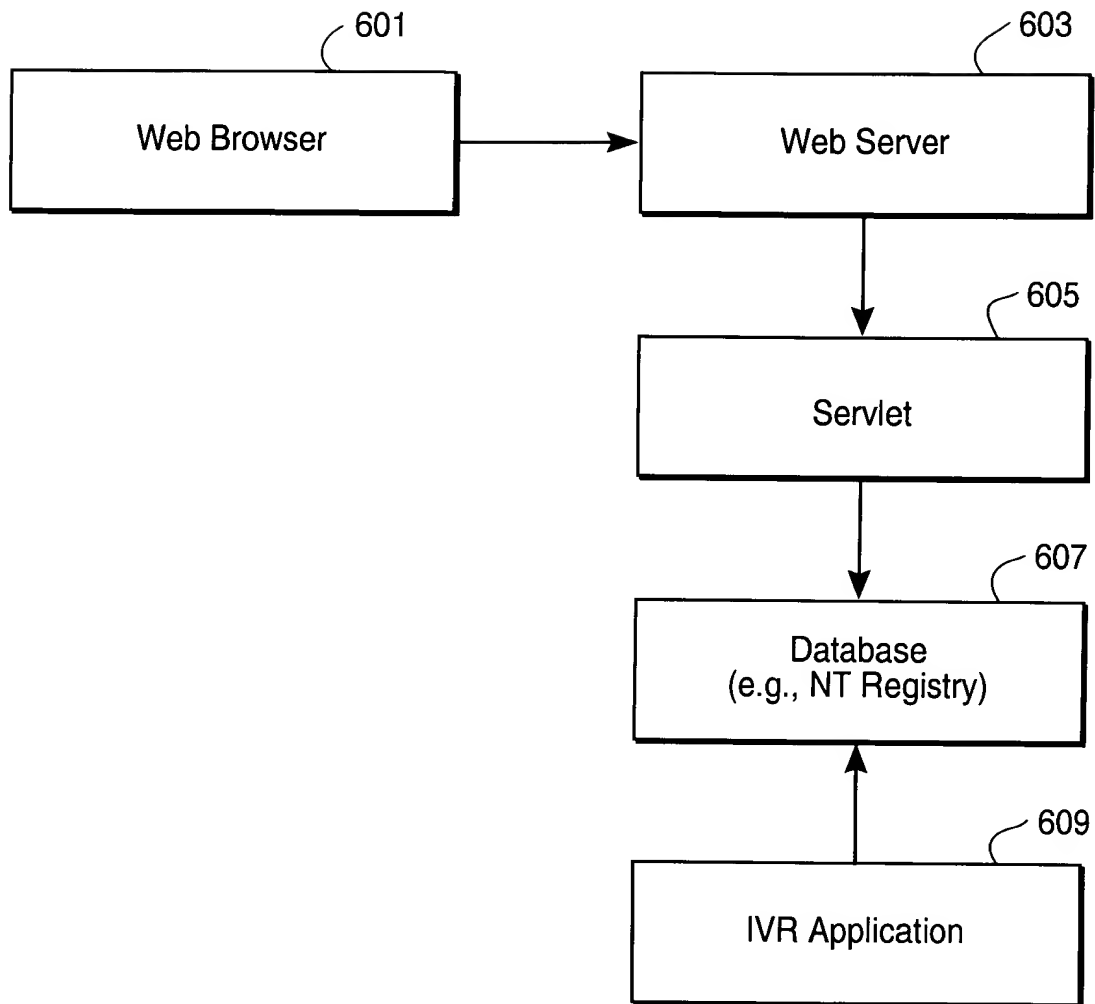 601
603
Web Browser
Web Server
605
Servlet
607
Database
(e.g., NT Registry)
609
IVR Application